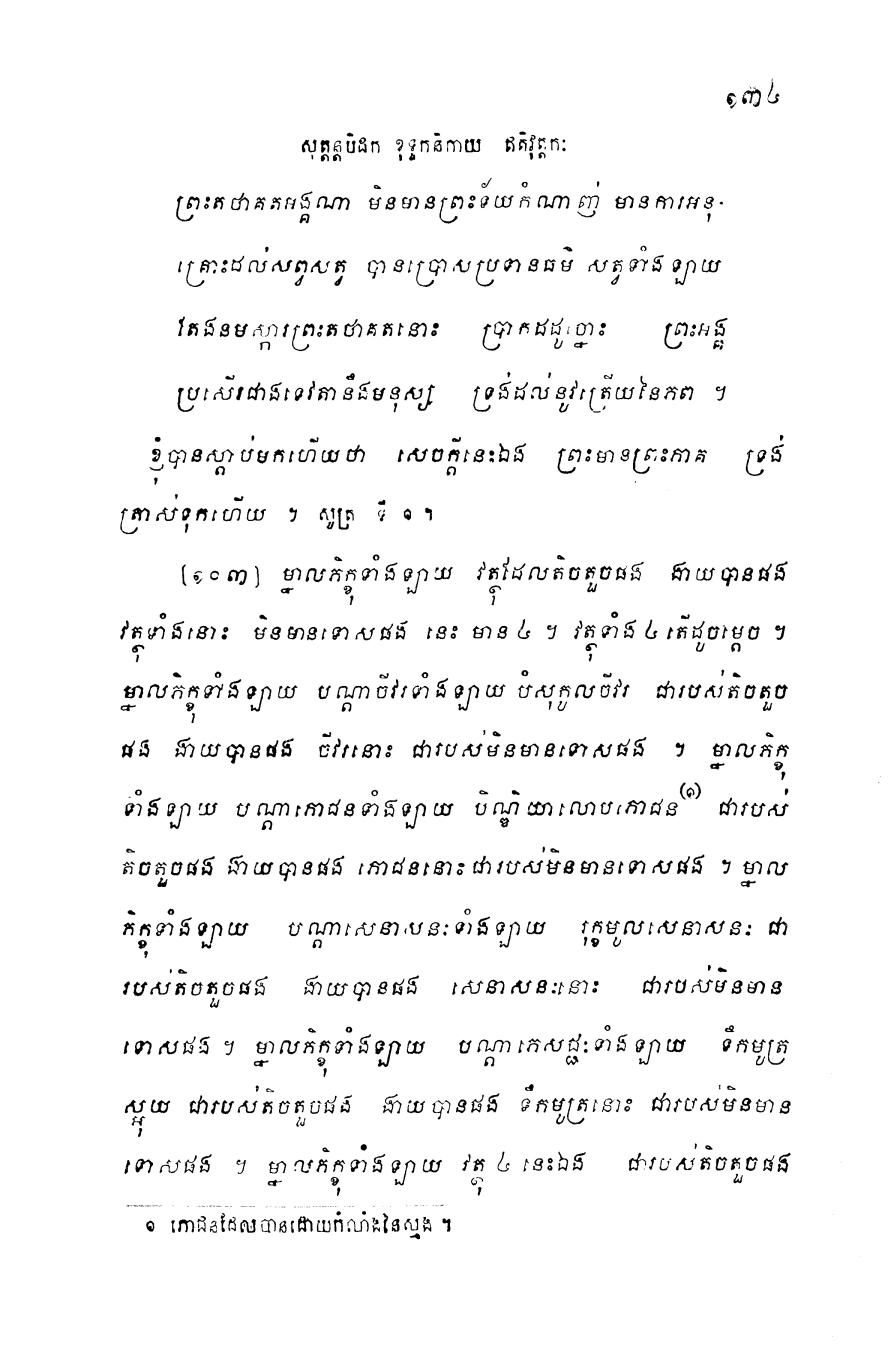 ១៣៤
សុត្តន្តបិដក ខុទ្ទកនិកាយ ឥតិវុត្តកៈ
ព្រះតថាគតអង្គណា មិនមានព្រះទ័យកំណាញ់ មានការអនុ-
គ្រោះដល់សព្វសត្វ បានប្រោសប្រទានធម៌ សត្វទាំងឡាយ
តែងនមស្ការព្រះតថាគតនោះ ប្រាកដដូច្នោះ ព្រះអង្គ
ប្រសើរជាងទេវតានឹងមនុស្ស ទ្រង់ដល់នូវត្រើយនៃភព ។
ខ្ញុំបានស្តាប់មកហើយថា សេចក្តីនេះឯង ព្រះមានព្រះភាគ ទ្រង់
ត្រាស់ទុកហើយ ។ សូត្រ ទី ១ ។
[១០៣] ម្នាលភិក្ខុទាំងឡាយ វត្ថុដែលតិចតួចផង ងាយបានផង
វត្ថុទាំងនោះ មិនមានទោសផង នេះ មាន ៤ ។ វត្ថុទាំង ៤ តើដូចម្តេច ។
ម្នាលភិក្ខុទាំងឡាយ បណ្តាចីវរទាំងឡាយ បំសុកូលចីវរ ជារបស់តិចតួច
ផង ងាយបានផង ចីវរនោះ ជារបស់មិនមានទោសផង ។ ម្នាលភិក្ខុ
ទាំងឡាយ បណ្តាភោជនទាំងឡាយ បិណ្ឌិយាលោបភោជន(១) ជារបស់
តិចតួចផង ងាយបានផង ភោជននោះជារបស់មិនមានទោសផង ។ ម្នាល
ភិក្ខុទាំងឡាយ បណ្តាសេនាសនៈទាំងឡាយ រុក្ខមូលសេនាសនៈ ជា
របស់តិចតួចផង ងាយបានផង សេនាសនៈនោះ ជារបស់មិនមាន
ទោសផង ។ ម្នាលភិក្ខុទាំងឡាយ បណ្តាភេសជ្ជៈទាំងឡាយ ទឹកមូត្រ
ស្អុយ ជារបស់តិចតួចផង ងាយបានផង ទឹកមូត្រនោះ ជារបស់មិនមាន
ទោសផង ។ ម្នាលភិក្ខុទាំងឡាយ វត្ថុ ៤ នេះឯង ជារបស់តិចតួចផង
១ ភោជនដែលបានដោយកំលាំងនៃស្មង ។